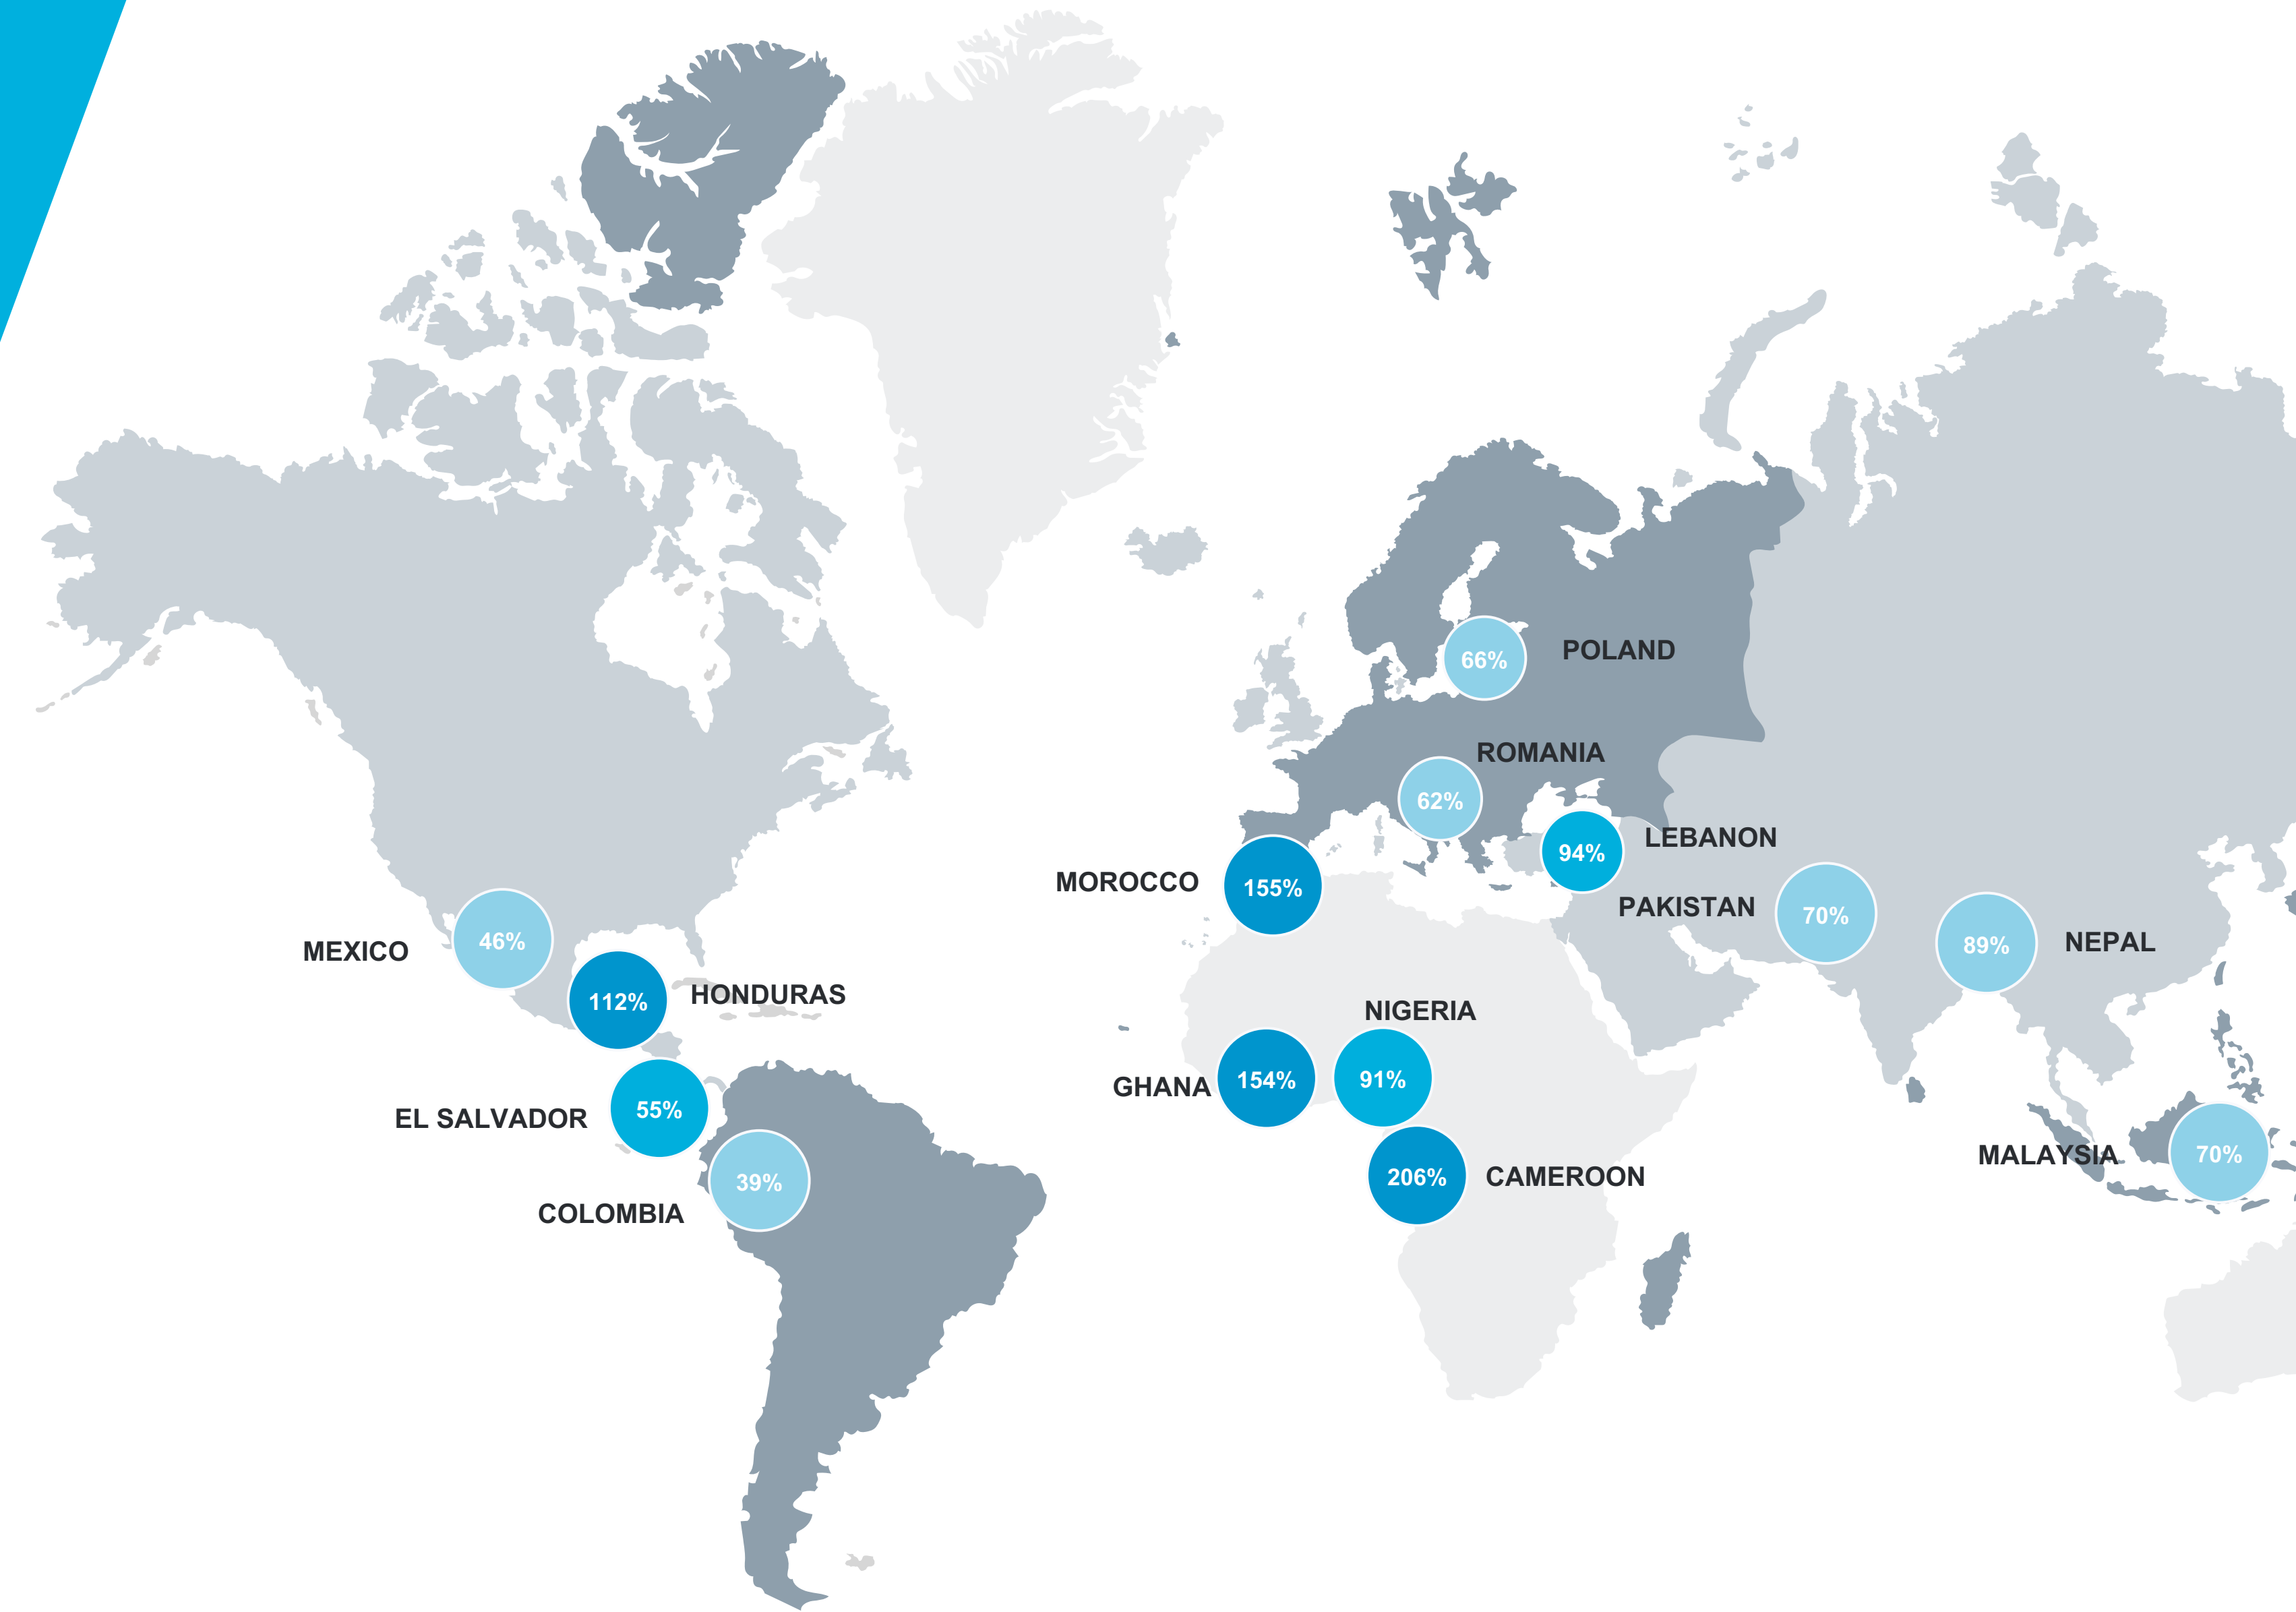 66%
POLAND
ROMANIA
62%
LEBANON
94%
MOROCCO
155%
PAKISTAN
70%
89%
NEPAL
46%
MEXICO
112%
HONDURAS
NIGERIA
GHANA
154%
91%
55%
EL SALVADOR
39%
COLOMBIA
206%
CAMEROON
MALAYSIA
70%